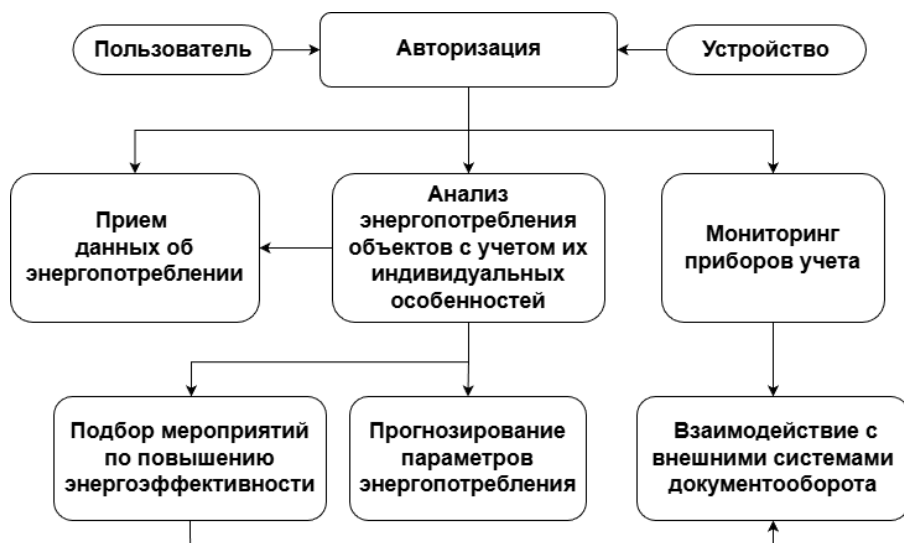 Пользователь
Авторизация
Устройство
Прием
данных об
энергопотреблении
Анализ
энергопотребления
объектов с учетом их
индивидуальных
особенностей
Мониторинг
приборов учета
Подбор мероприятий
по повышению
энергоэффективности
Прогнозирование
параметров
энергопотребления
Взаимодействие с
внешними системами
документооборота